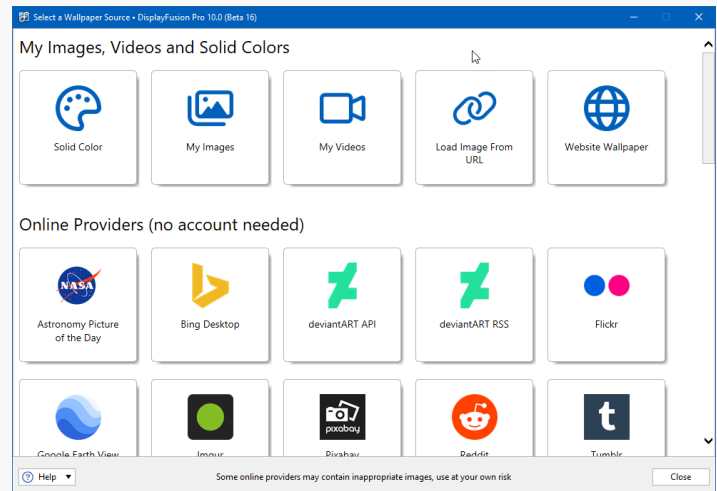 Select a Wallpaper Source • DisplayFusion Pro 10.0 (Beta 16)
My Images, Videos and Solid Colors
Solid Color
My Images
My Videos
Load Image From
URL
Website Wallpaper
Online Providers (no account needed)
NASA
Astronomy Picture
of the Day
Bing Desktop
deviantART API
deviantART RSS
Flickr
pixabay
t
Google Earth View
Imgur
Pixabay
Reddit
Tumblr
Help
Some online providers may contain inappropriate images, use at your own risk
Close